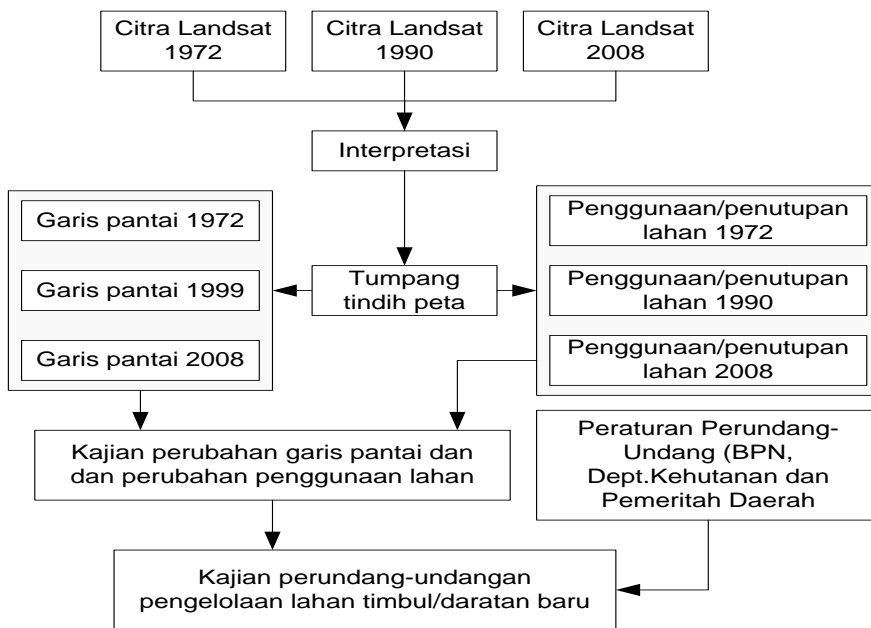 Citra Landsat
1972
Citra Landsat
1990
Citra Landsat
2008
Interpretasi
Garis pantai 1972
Garis pantai 1999
Garis pantai 2008
Tumpang
tindih peta
Penggunaan/penutupan
lahan 1972
Penggunaan/penutupan
lahan 1990
Penggunaan/penutupan
lahan 2008
Kajian perubahan garis pantai dan
dan perubahan penggunaan lahan
Peraturan Perundang-
Undang (BPN,
Dept.Kehutanan dan
Pemeritah Daerah
Kajian perundang-undangan
pengelolaan lahan timbul/daratan baru